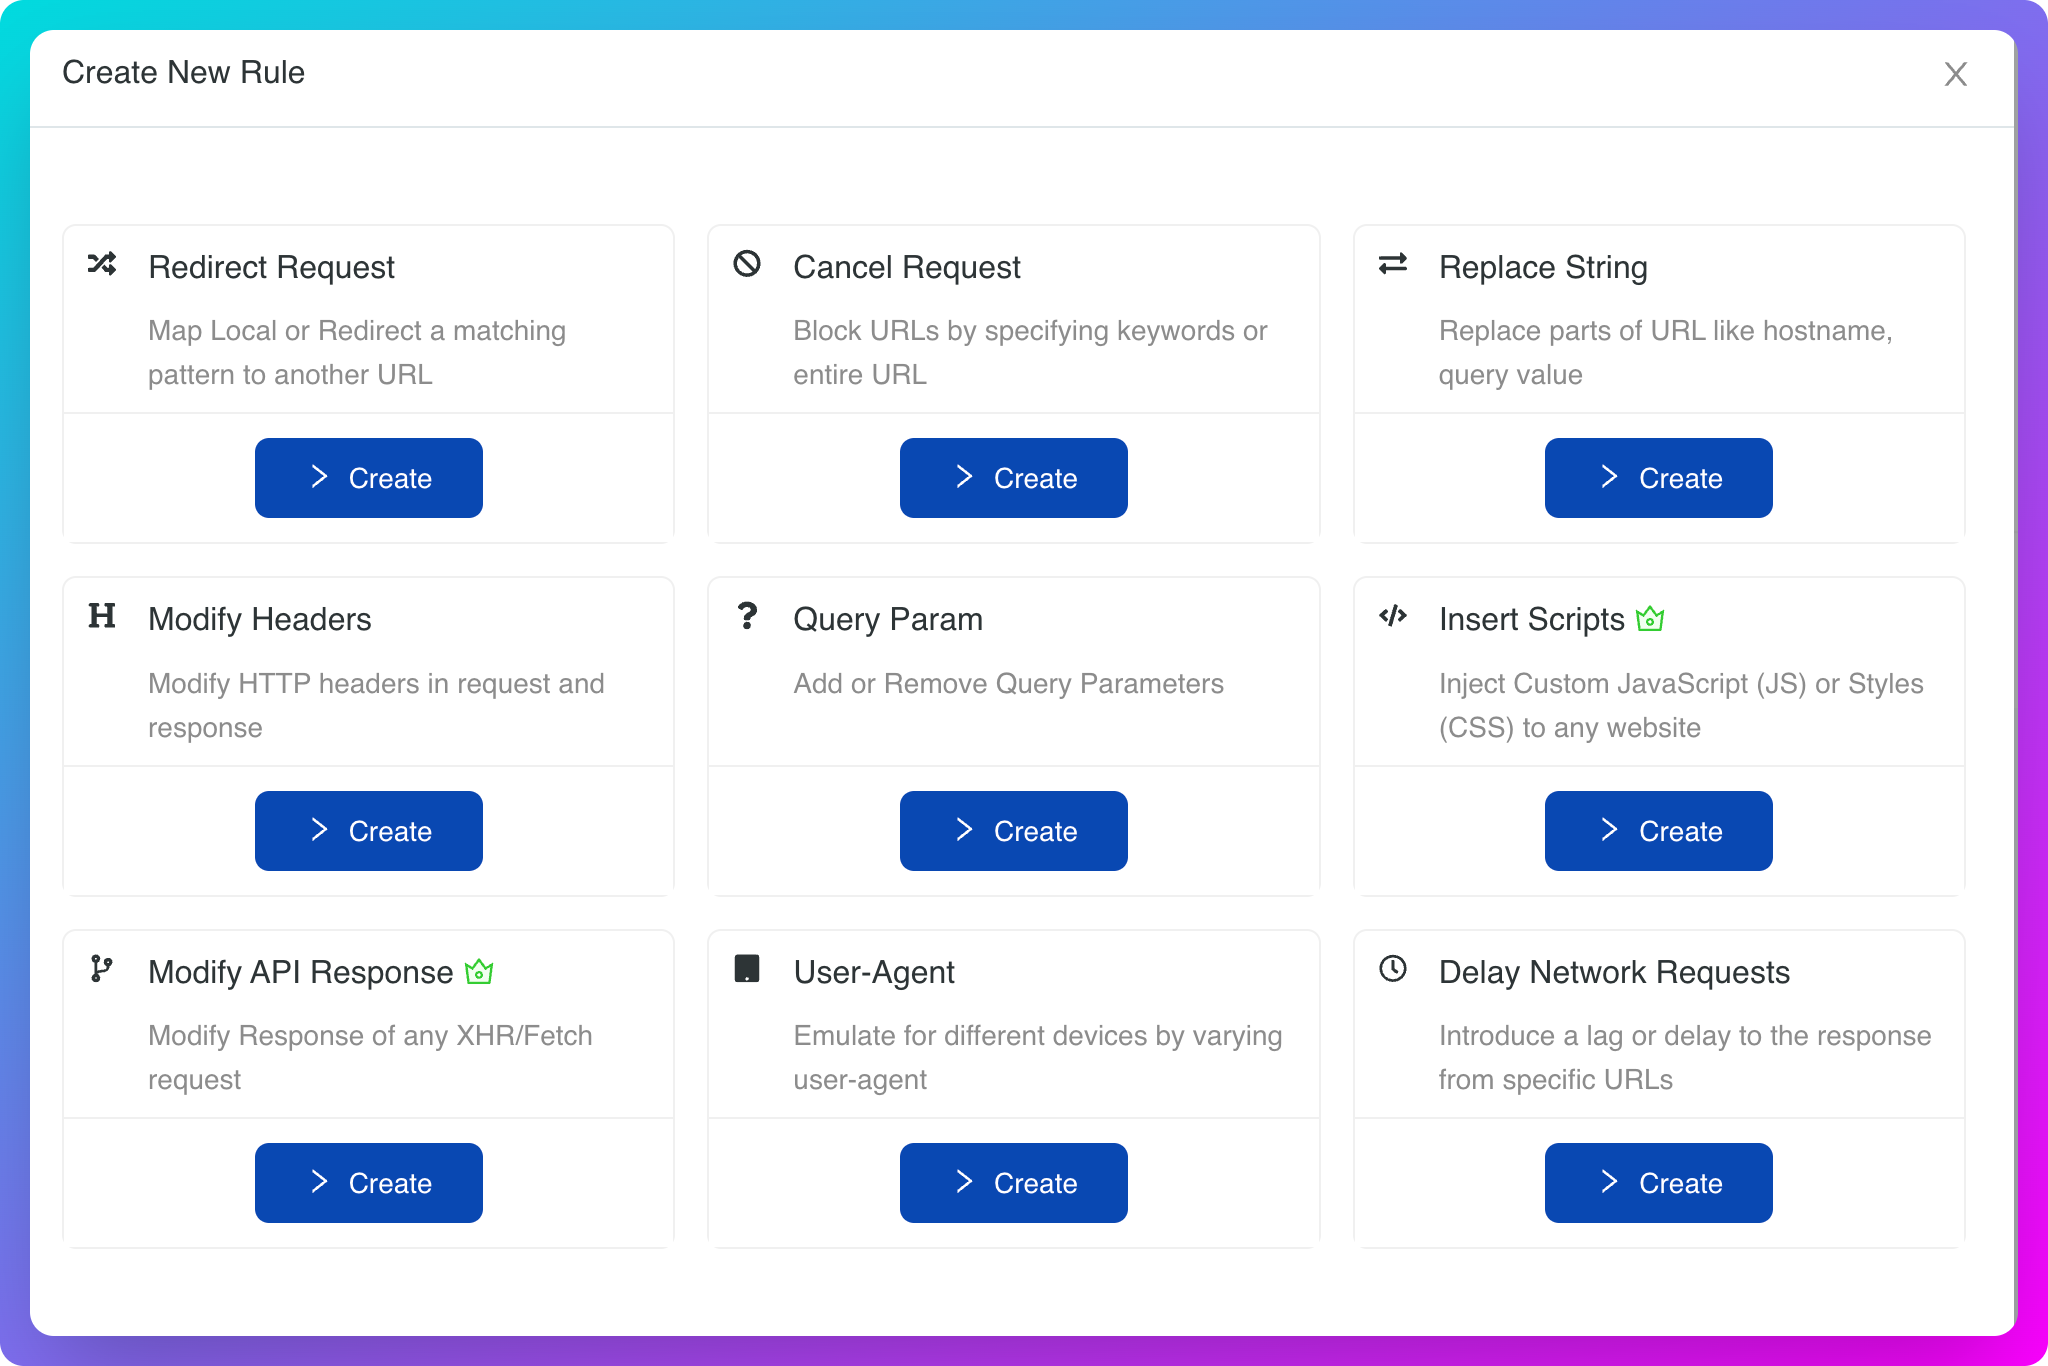 Create New Rule
Redirect Request
Map Local or Redirect a matching
pattern to another URL
Create
Cancel Request
Block URLs by specifying keywords or
entire URL
Create
Replace String
Replace parts of URL like hostname,
query value
Create
Modify Headers
Modify HTTP headers in request and
response
Create
Query Param
Add or Remove Query Parameters
Create
Insert Scripts
Inject Custom JavaScript (JS) or Styles
(CSS) to any website
Create
Modify API Response
Modify Response of any XHR/Fetch
request
Create
User-Agent
Emulate for different devices by varying
user-agent
Create
Delay Network Requests
Introduce a lag or delay to the response
from specific URLs
Create